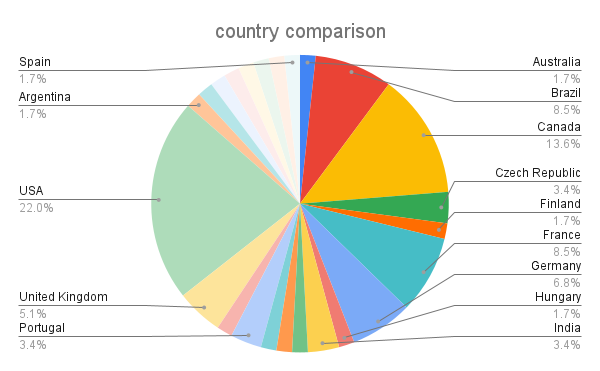 country comparison
Spain
1.7%
Argentina
1.7%
USA
22.0%
United Kingdom
5.1%
Portugal
3.4%
Australia
1.7%
Brazil
8.5%
Canada
13.6%
Czech Republic
3.4%
Finland
1.7%
France
8.5%
Germany
6.8%
Hungary
1.7%
India
3.4%